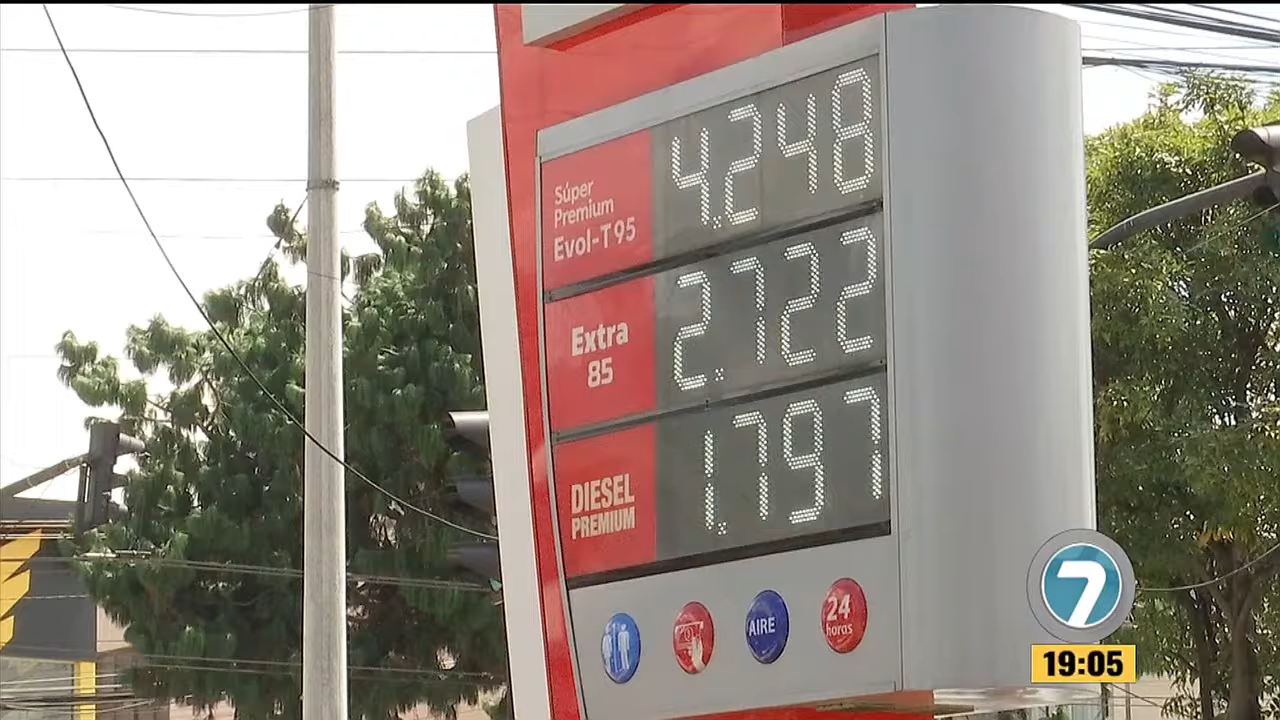 Súper
Premium
Evol-T95
4.248
Extra
85
2.722
DIESEL
PREMIUM
1.797
AIRE
24
horas
7
19:05